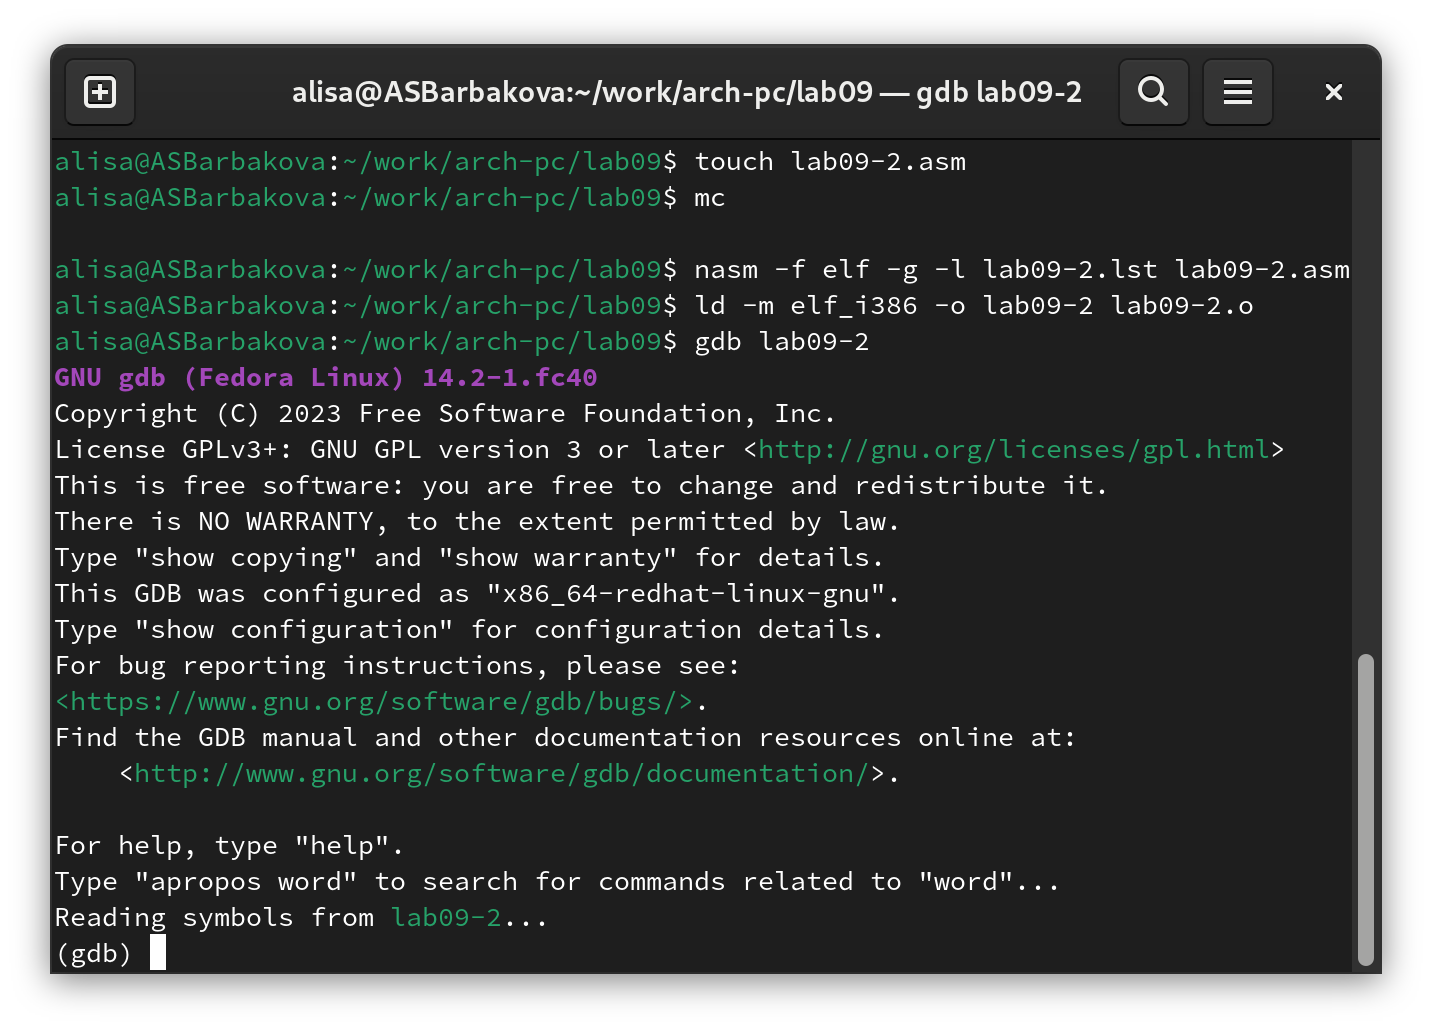 alisa@ASBarbakova:~/work/arch-pc/lab09 — gdb lab09-2
alisa@ASBarbakova:~/work/arch-pc/lab09$ touch lab09-2.asm
alisa@ASBarbakova:~/work/arch-pc/lab09$ mc
alisa@ASBarbakova:~/work/arch-pc/lab09$ nasm -f elf -g -l lab09-2.lst lab09-2.asm
alisa@ASBarbakova:~/work/arch-pc/lab09$ ld -m elf_i386 -o lab09-2 lab09-2.o
alisa@ASBarbakova:~/work/arch-pc/lab09$ gdb lab09-2
GNU gdb (Fedora Linux) 14.2-1.fc40
Copyright (C) 2023 Free Software Foundation, Inc.
License GPLv3+: GNU GPL version 3 or later <http://gnu.org/licenses/gpl.html>
This is free software: you are free to change and redistribute it.
There is NO WARRANTY, to the extent permitted by law.
Type "show copying" and "show warranty" for details.
This GDB was configured as "x86_64-redhat-linux-gnu".
Type "show configuration" for configuration details.
For bug reporting instructions, please see:
<https://www.gnu.org/software/gdb/bugs/>.
Find the GDB manual and other documentation resources online at:
    <http://www.gnu.org/software/gdb/documentation/>.
For help, type "help".
Type "apropos word" to search for commands related to "word"...
Reading symbols from lab09-2...
(gdb)